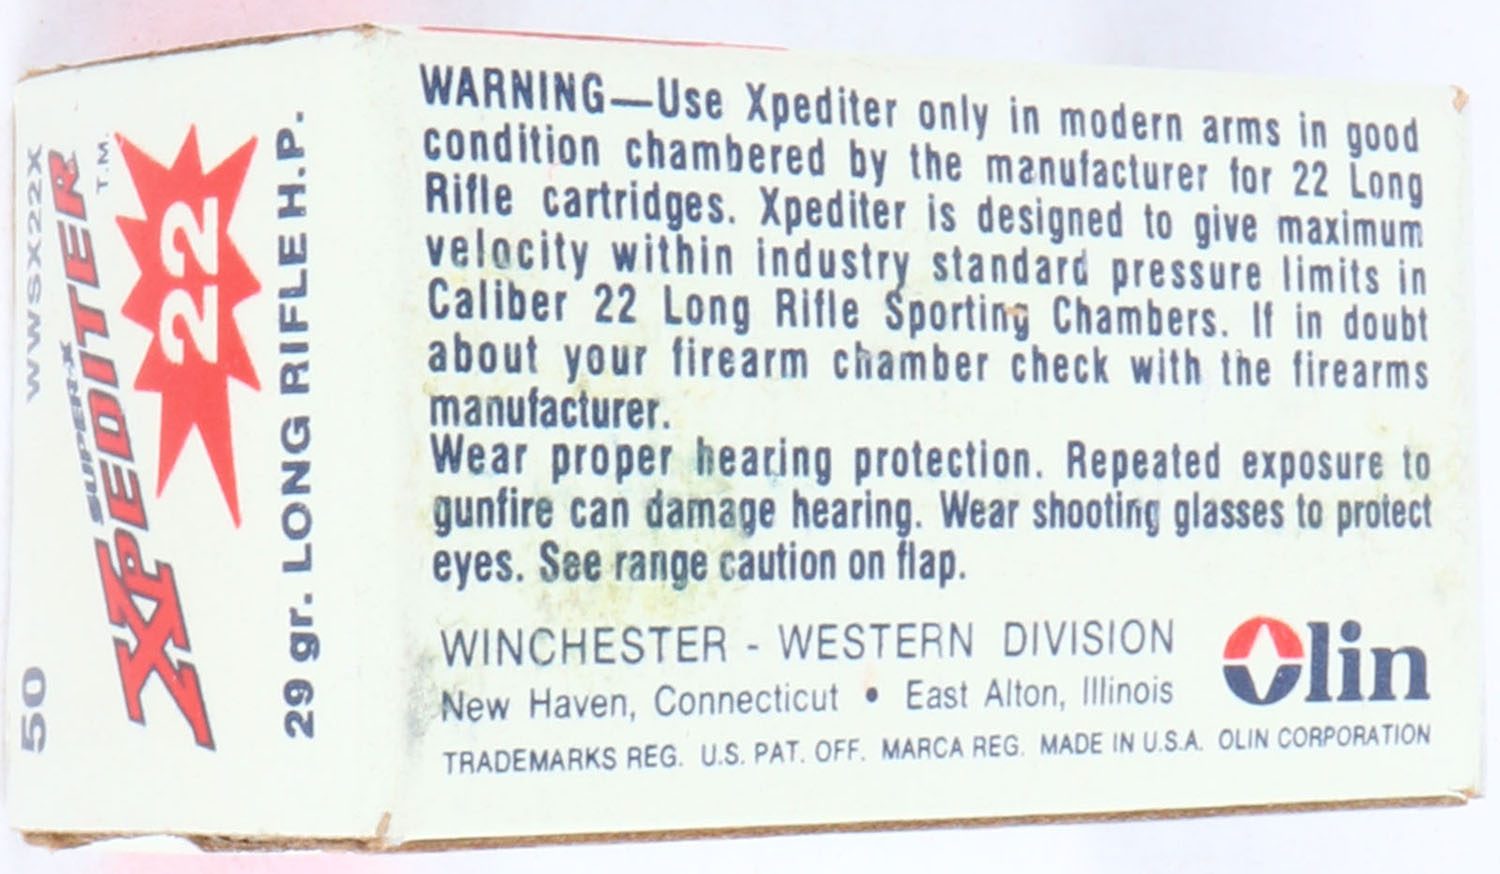 50
WWSX22X
SUPER-X
XPEDITER
T.M.
22
29 gr. LONG RIFLE H.P.
WARNING—Use Xpediter only in modern arms in good
condition chambered by the manufacturer for 22 Long
Rifle cartridges. Xpediter is designed to give maximum
velocity within industry standard pressure limits in
Caliber 22 Long Rifle Sporting Chambers. If in doubt
about your firearm chamber check with the firearms
manufacturer.
Wear proper hearing protection. Repeated exposure to
gunfire can damage hearing. Wear shooting glasses to protect
eyes. See range caution on flap.
WINCHESTER - WESTERN DIVISION
New Haven, Connecticut • East Alton, Illinois
Olin
TRADEMARKS REG. U.S. PAT. OFF. MARCA REG. MADE IN U.S.A. OLIN CORPORATION